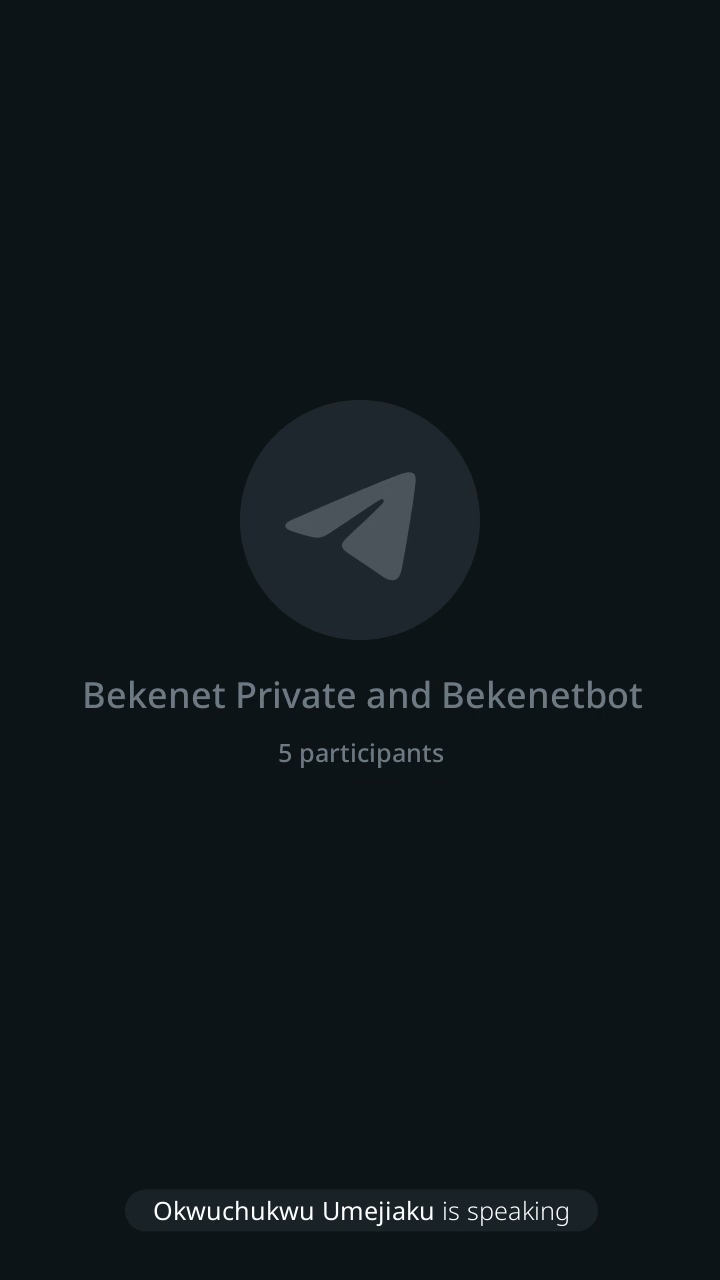 Bekenet Private and Bekenetbot
5 participants
Okwuchukwu Umejiaku is speaking